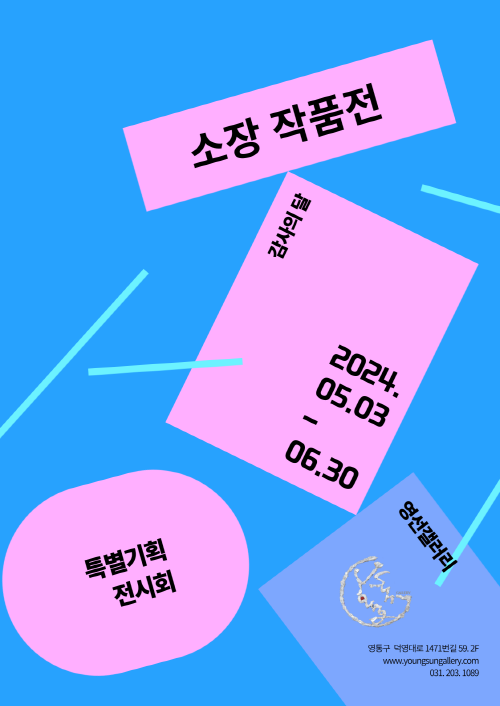 소장 작품전
감사의 달
2024.
05.03
–
06.30
특별기획
전시회
영선갤러리
영통구 덕영대로 1471번길 59. 2F
www.youngsungallery.com
031. 203. 1089